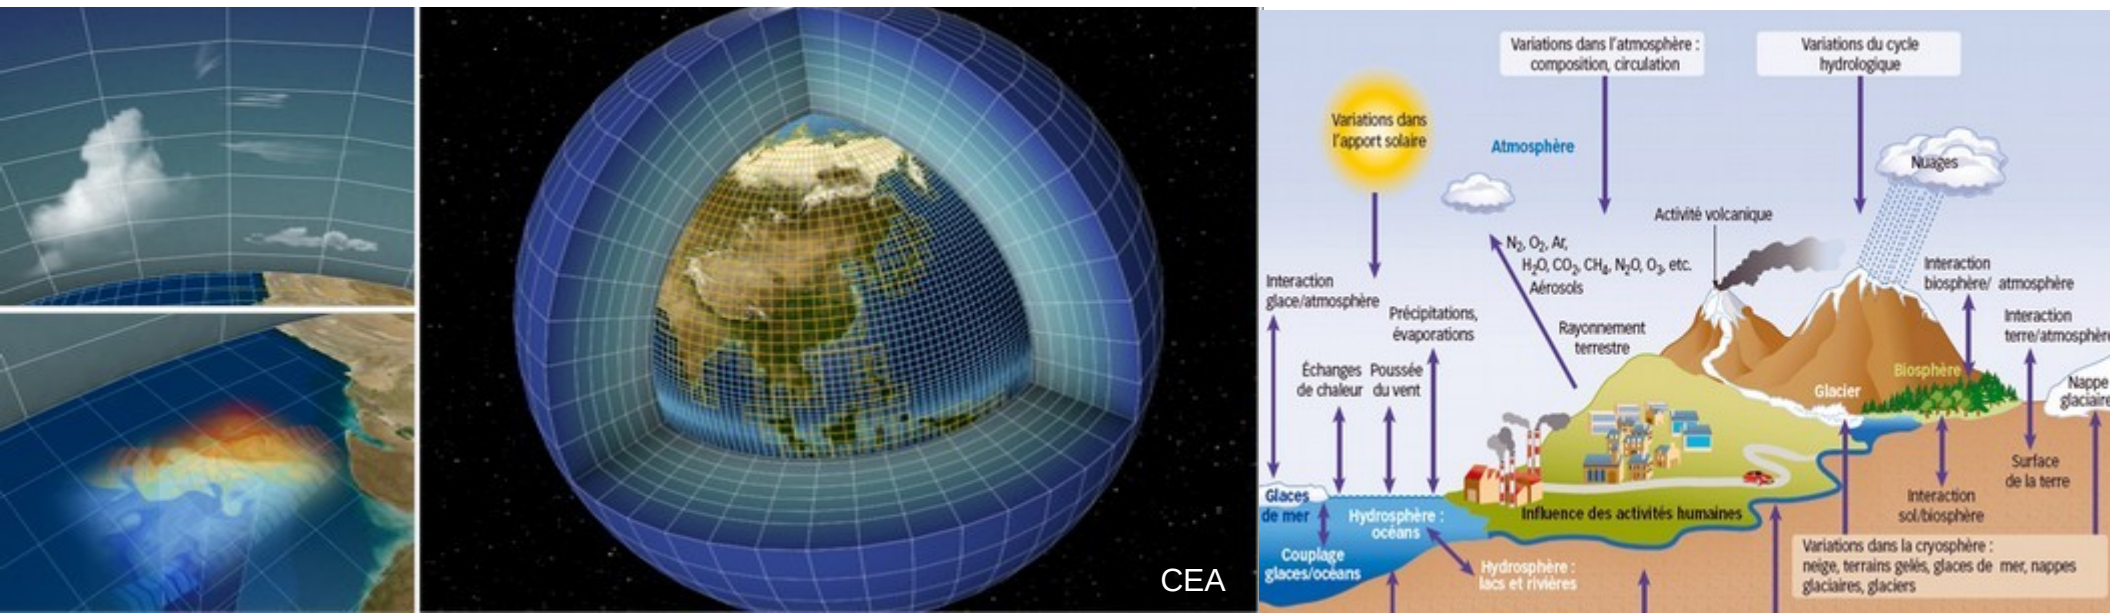 CEA
Variations dans l'atmosphère :
composition, circulation
Variations du cycle
hydrologique
Variations dans
l'apport solaire
Atmosphère
Nuages
Activité volcanique
N₂, O₂, Ar,
H₂O, CO₂, CH₄, N₂O, O₃, etc.
Aérosols
Interaction
glace/atmosphère
Précipitations,
évaporations
Rayonnement
terrestre
Interaction
biosphère/ atmosphère
Interaction
terre/atmosphère
Échanges
de chaleur
Poussée
du vent
Biosphère
Glacier
Nappe
glaciaire
Surface
de la terre
Glaces
de mer
Hydrosphère :
océans
Influence des activités humaines
Interaction
sol/biosphère
Couplage
glaces/océans
Hydrosphère :
lacs et rivières
Variations dans la cryosphère :
neige, terrains gelés, glaces de mer, nappes
glaciaires, glaciers